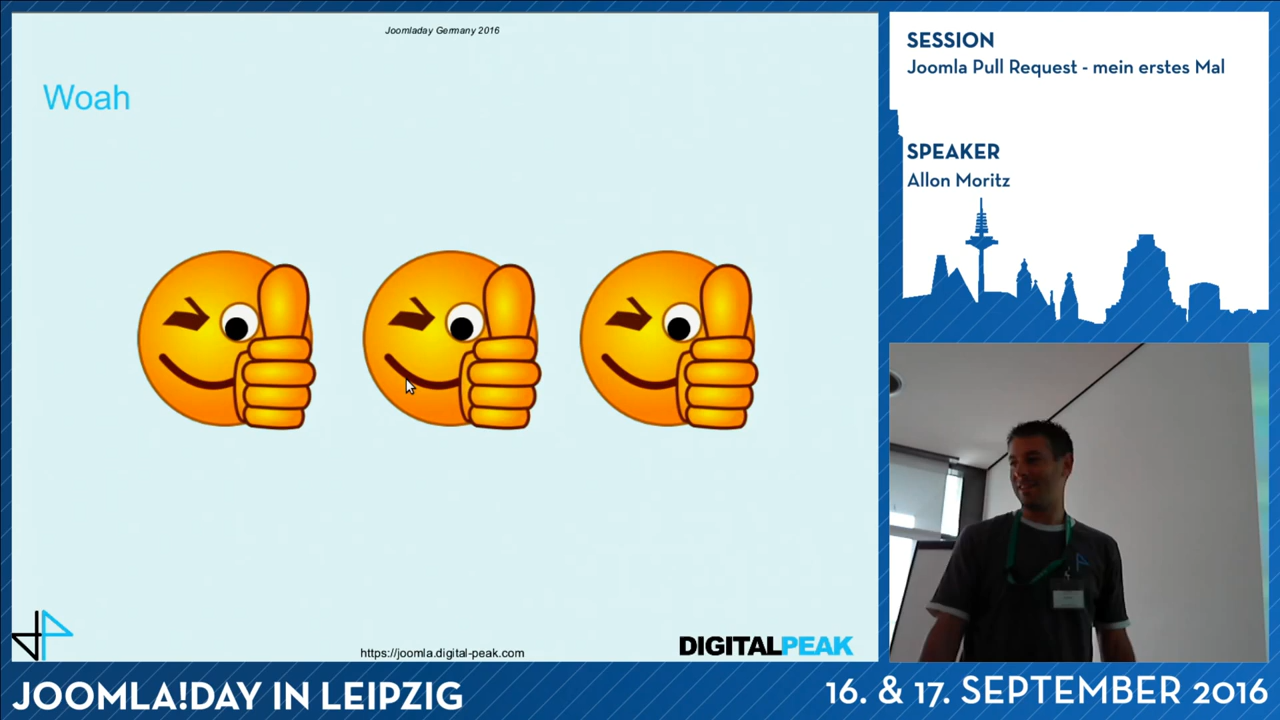 Joomladay Germany 2016
Woah
https://joomla.digital-peak.com
DIGITALPEAK
SESSION
Joomla Pull Request - mein erstes Mal
SPEAKER
Allon Moritz
JOOMLA!DAY IN LEIPZIG
16. & 17. SEPTEMBER 2016